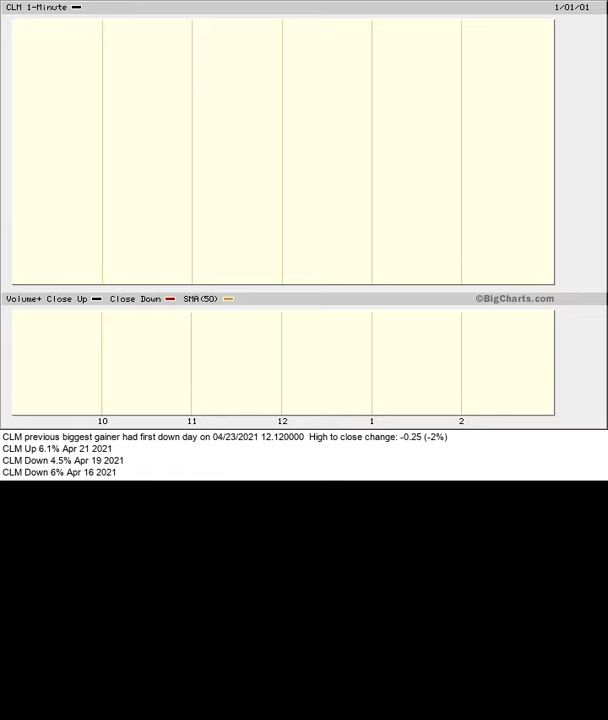 CLM 1-Minute 1/01/01
Volume+ Close Up Close Down SMA(50) ©BigCharts.com
10 11 12 1 2
CLM previous biggest gainer had first down day on 04/23/2021 12.120000 High to close change: -0.25 (-2%)
CLM Up 6.1% Apr 21 2021
CLM Down 4.5% Apr 19 2021
CLM Down 6% Apr 16 2021